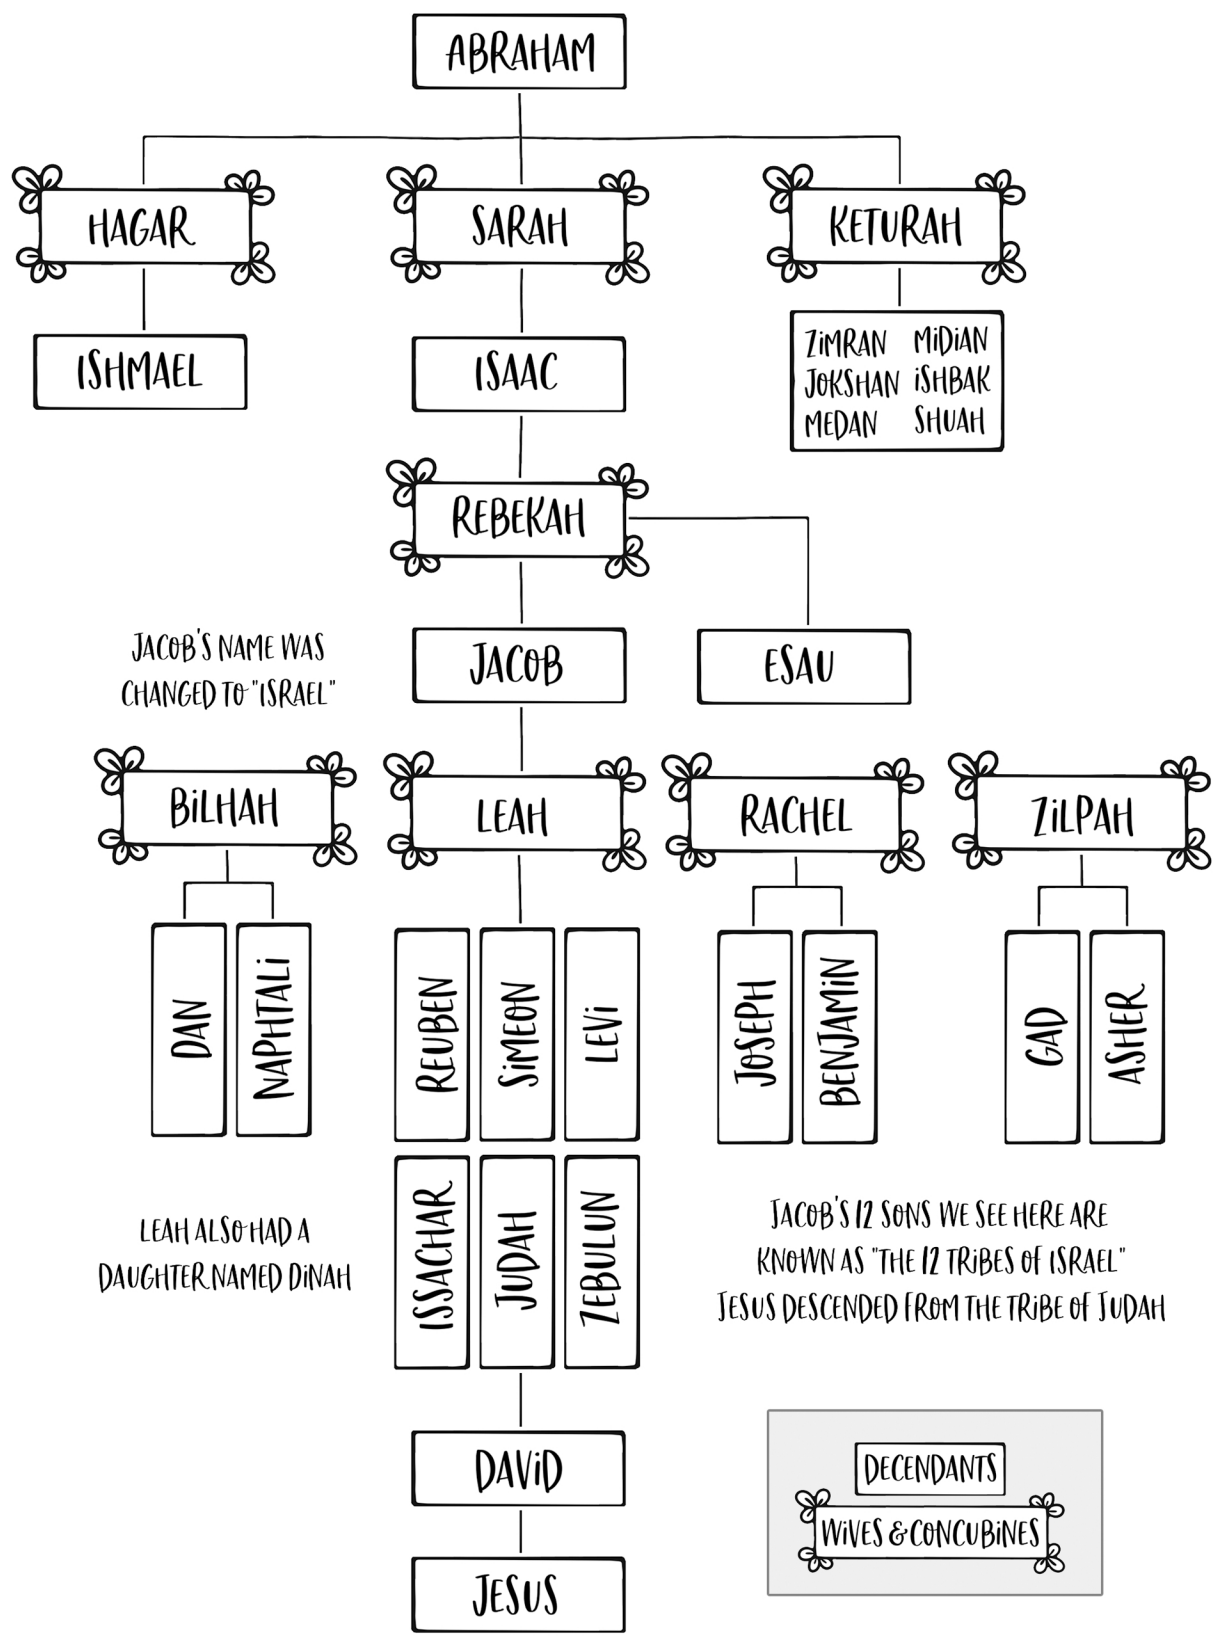 ABRAHAM
HAGAR
SARAH
KETURAH
ISHMAEL
ISAAC
ZiMRAN MiDiAN
JOKSHAN iSHBAK
MEDAN SHUAH
REBEKAH
JACOB'S NAME WAS
CHANGED TO "ISRAEL"
JACOB
ESAU
BiLHAH
LEAH
RACHEL
ZiLPAH
DAN
NAPHTALi
REUBEN
SiMEON
LEVi
JOSEPH
BENJAMiN
GAD
ASHER
ISSACHAR
JUDAH
ZEBULUN
LEAH ALSO HAD A
DAUGHTER NAMED DiNAH
JACOB'S 12 SONS WE SEE HERE ARE
KNOWN AS "THE 12 TRiBES OF ISRAEL"
JESUS DESCENDED FROM THE TRiBE OF JUDAH
DAViD
JESUS
DECENDANTS
WiVES & CONCUBiNES